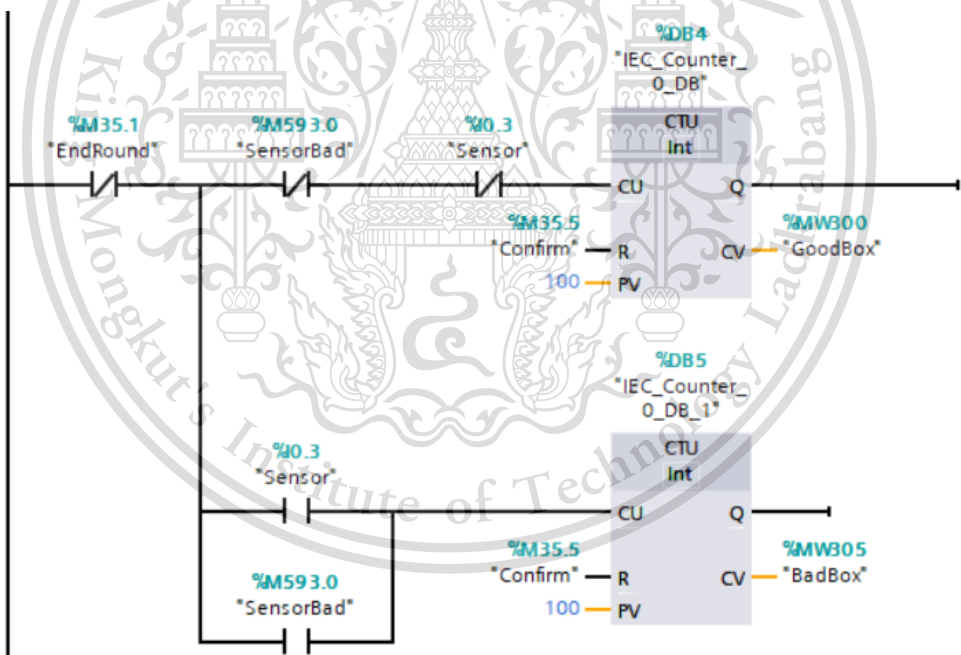 %DB4
"IEC_Counter_
0_DB"
CTU
Int
%M35.1
"EndRound"
%M593.0
"SensorBad"
%I0.3
"Sensor"
CU
Q
%M35.5
"Confirm"
R
CV
%MW300
"GoodBox"
100
PV
%DB5
"IEC_Counter_
0_DB_1"
CTU
Int
%I0.3
"Sensor"
CU
Q
%M35.5
"Confirm"
R
CV
%MW305
"BadBox"
100
PV
%M593.0
"SensorBad"
King Mongkut's Institute of Technology Ladkrabang